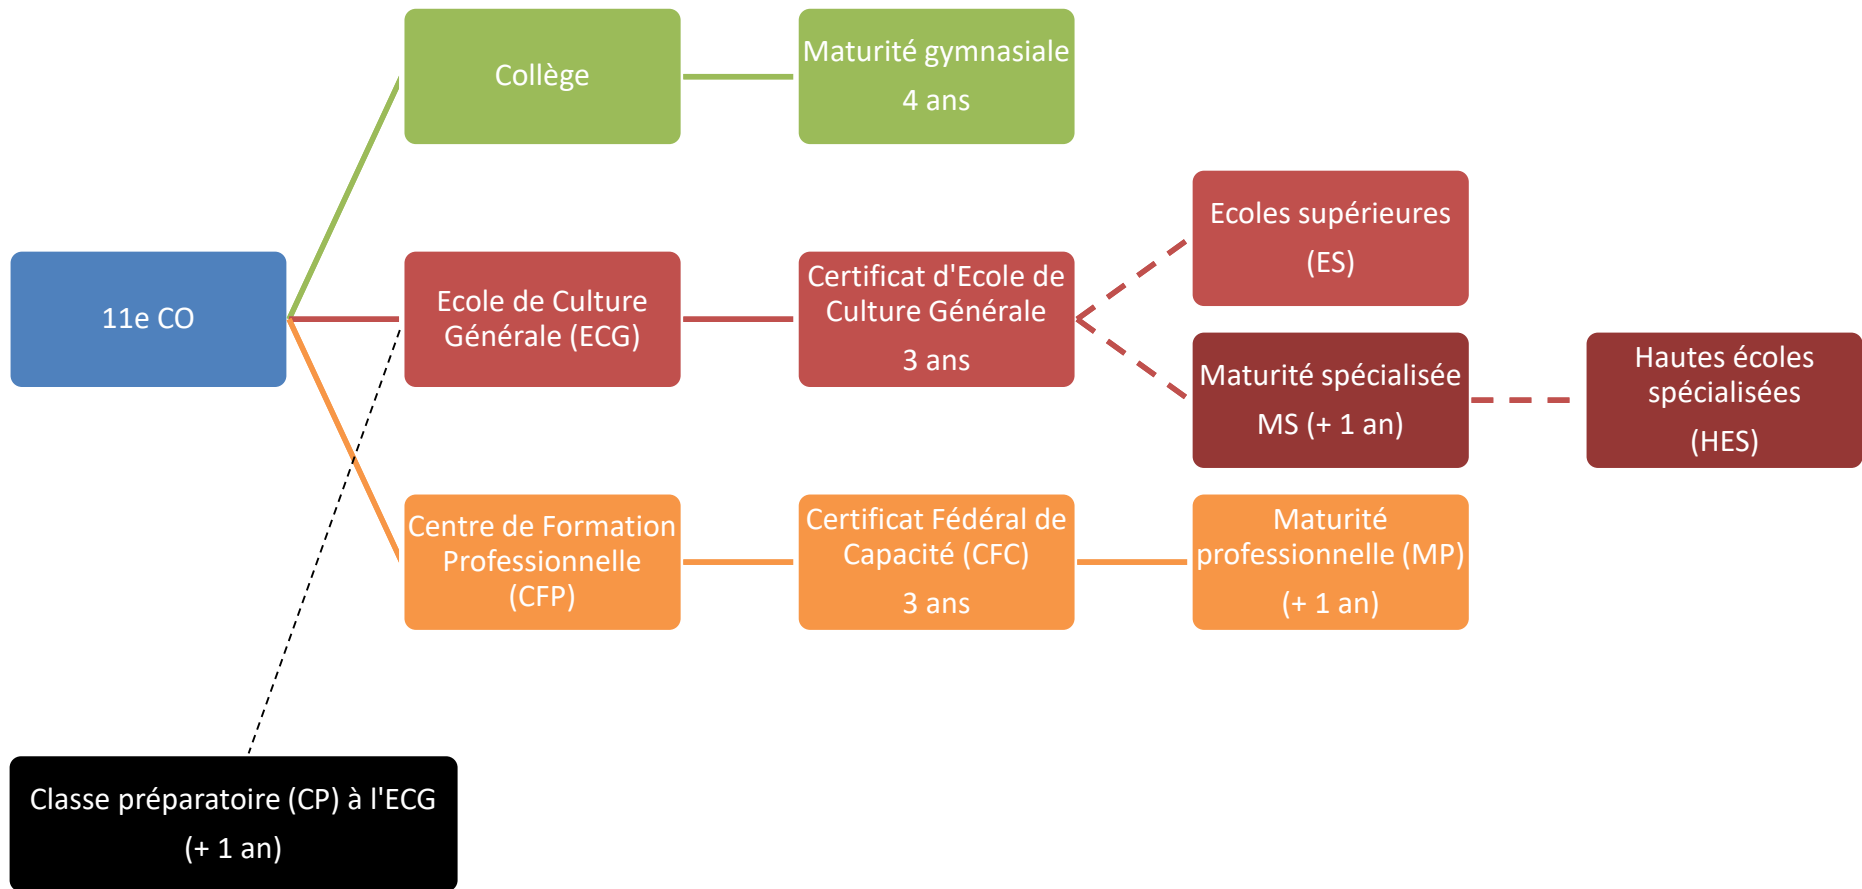 Collège
Maturité gymnasiale
4 ans
Ecoles supérieures
(ES)
11e CO
Ecole de Culture
Générale (ECG)
Certificat d'Ecole de
Culture Générale
3 ans
Maturité spécialisée
MS (+ 1 an)
Hautes écoles
spécialisées
(HES)
Centre de Formation
Professionnelle
(CFP)
Certificat Fédéral de
Capacité (CFC)
3 ans
Maturité
professionnelle (MP)
(+ 1 an)
Classe préparatoire (CP) à l'ECG
(+ 1 an)